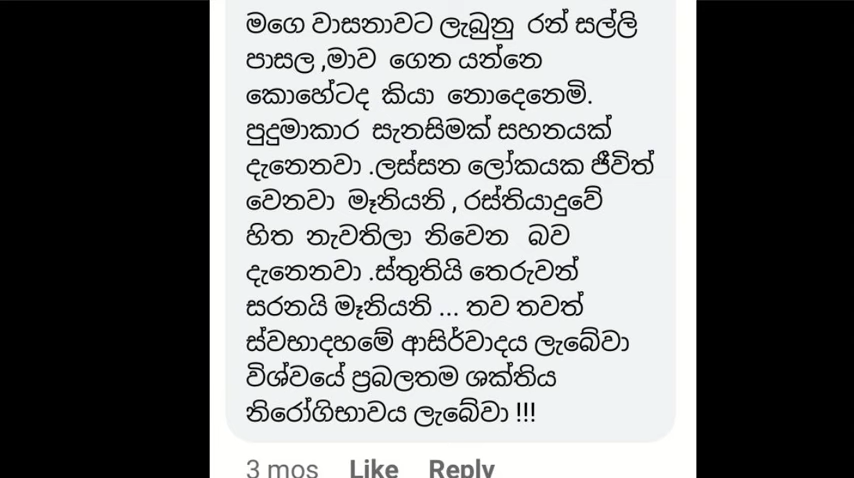 මගෙ වාසනාවට ලැබුනු රන් සල්ලි
පාසල ,මාව ගෙන යන්නෙ
කොහේටද කියා නොදෙනෙමි.
පුදුමාකාර සැනසිමක් සහනයක්
දැනෙනවා .ලස්සන ලෝකයක ජීවිත්
වෙනවා මෑනියනි , රස්තියාදුවේ
හිත නැවතිලා නිවෙන බව
දැනෙනවා .ස්තුතියි තෙරුවන්
සරනයි මෑනියනි ... තව තවත්
ස්වභාදහමේ ආසිර්වාදය ලැබේවා
විශ්වයේ ප්‍රබලතම ශක්තිය
නිරෝගිභාවය ලැබේවා !!!
3 mos Like Reply